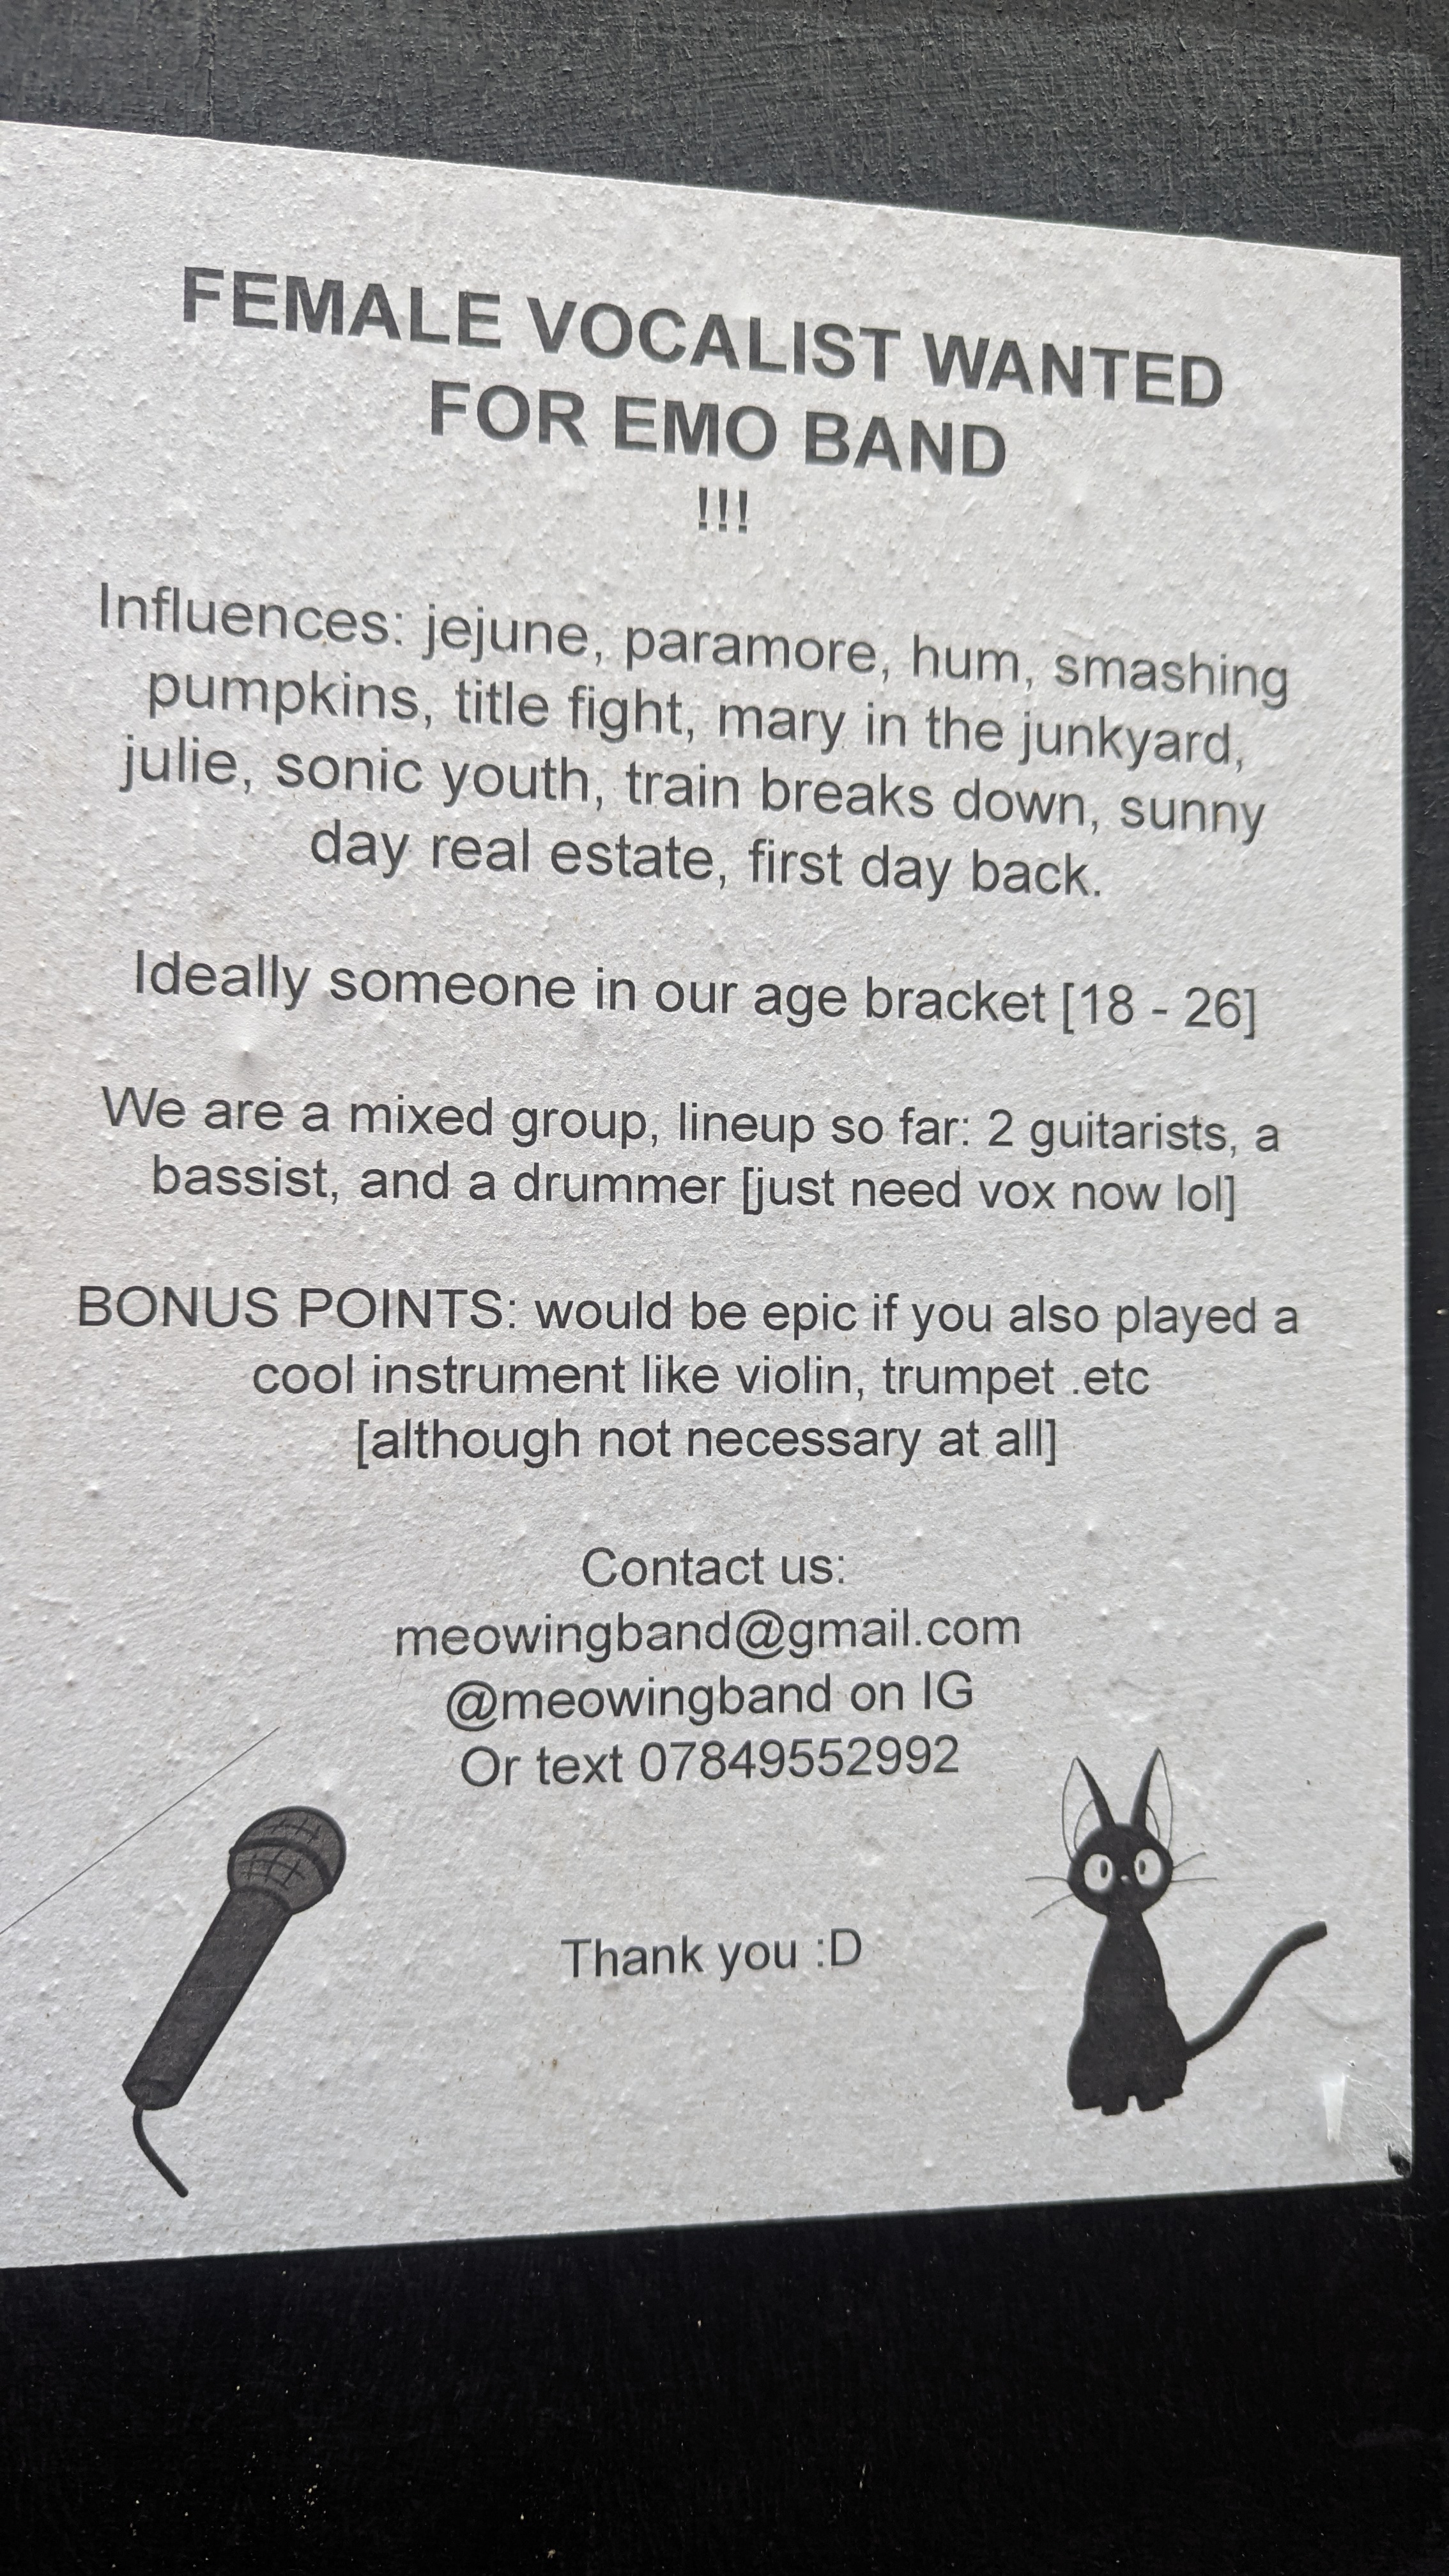 FEMALE VOCALIST WANTED
FOR EMO BAND
!!!
Influences: jejune, paramore, hum, smashing
pumpkins, title fight, mary in the junkyard,
julie, sonic youth, train breaks down, sunny
day real estate, first day back.
Ideally someone in our age bracket [18 - 26]
We are a mixed group, lineup so far: 2 guitarists, a
bassist, and a drummer [just need vox now lol]
BONUS POINTS: would be epic if you also played a
cool instrument like violin, trumpet .etc
[although not necessary at all]
Contact us:
meowingband@gmail.com
@meowingband on IG
Or text 07849552992
Thank you :D